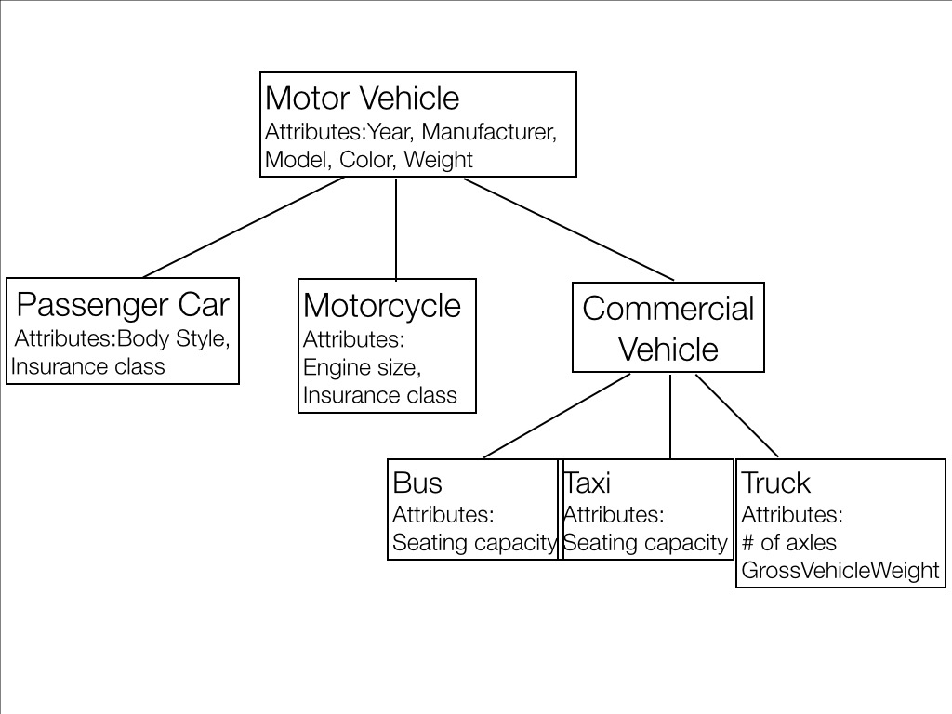 Motor Vehicle
Attributes:Year, Manufacturer,
Model, Color, Weight
Passenger Car
Attributes:Body Style,
Insurance class
Motorcycle
Attributes:
Engine size,
Insurance class
Commercial
Vehicle
Bus
Attributes:
Seating capacity
Taxi
Attributes:
Seating capacity
Truck
Attributes:
# of axles
GrossVehicleWeight